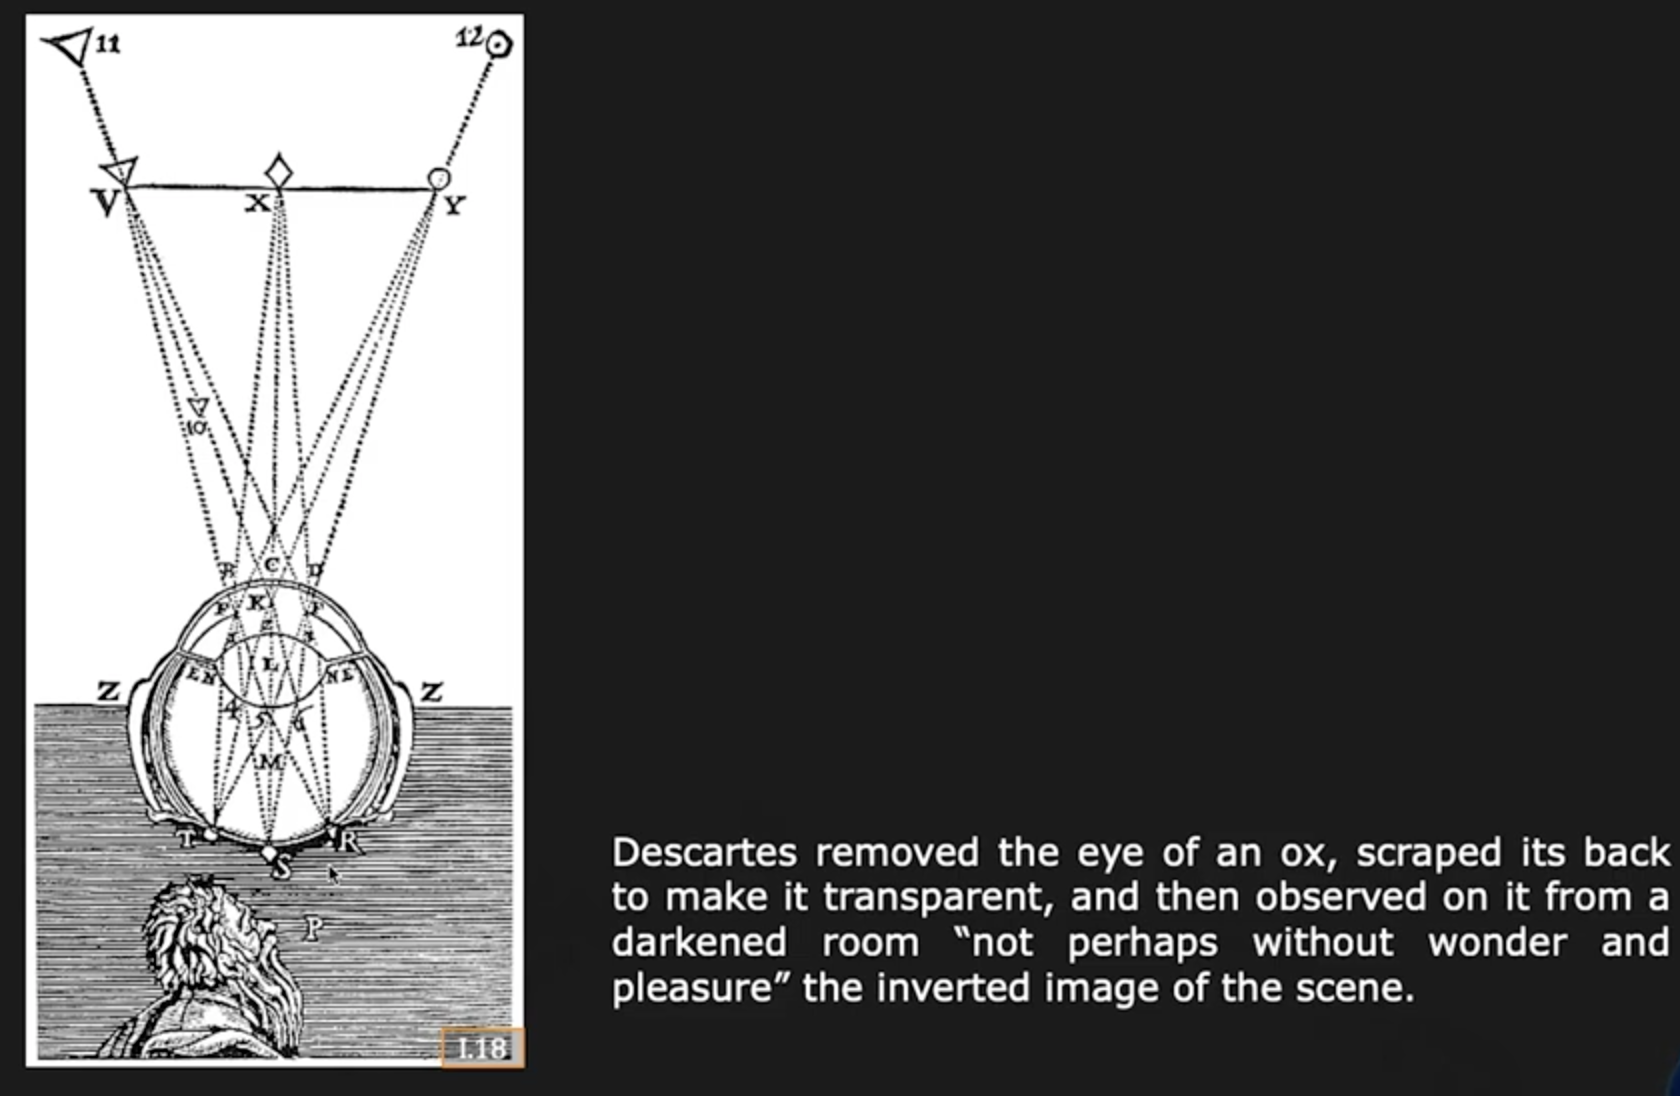 11
12
V
X
Y
10
B
C
D
F
K
F
2
1
L
EN
NE
Z
Z
4
5
6
M
T
R
S
P
I.18
Descartes removed the eye of an ox, scraped its back
to make it transparent, and then observed on it from a
darkened room “not perhaps without wonder and
pleasure” the inverted image of the scene.